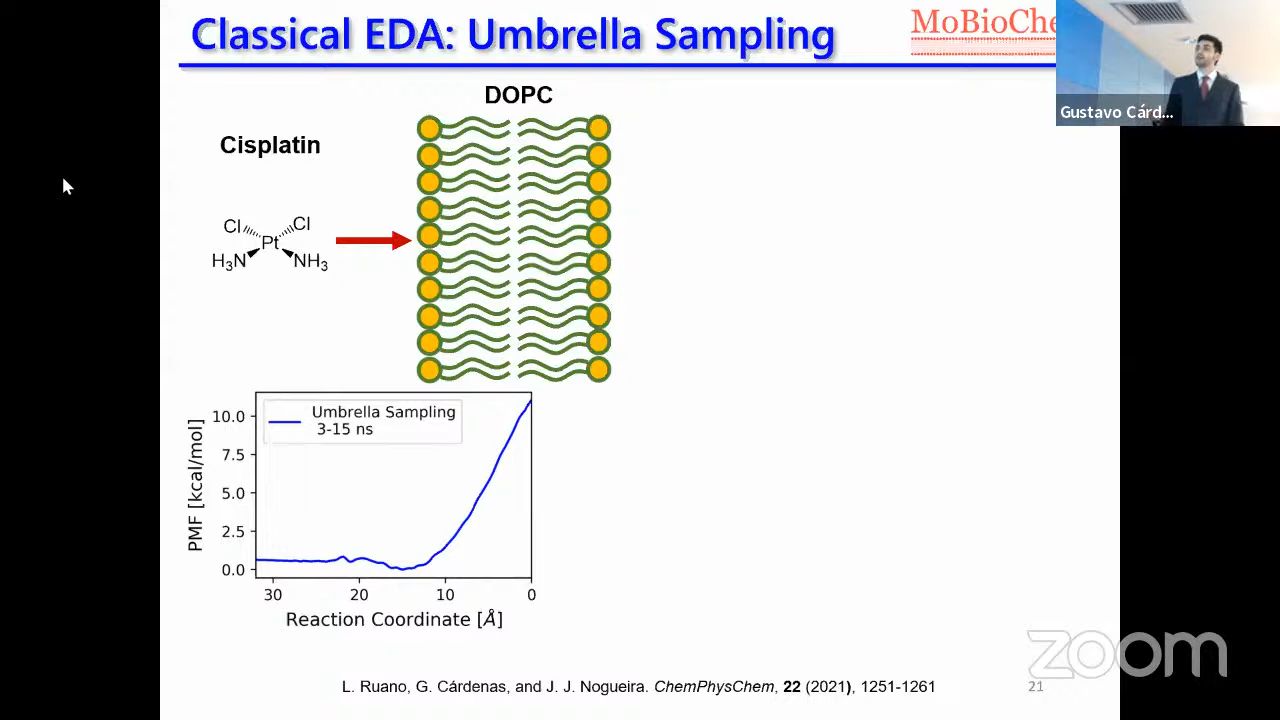 Classical EDA: Umbrella Sampling
MoBioChe
Gustavo Cárd...
DOPC
Cisplatin
Cl
Cl
Pt
H3N
NH3
Umbrella Sampling
3-15 ns
PMF [kcal/mol]
10.0
7.5
5.0
2.5
0.0
30
20
10
0
Reaction Coordinate [Å]
zoom
L. Ruano, G. Cárdenas, and J. J. Nogueira. ChemPhysChem, 22 (2021), 1251-1261
21